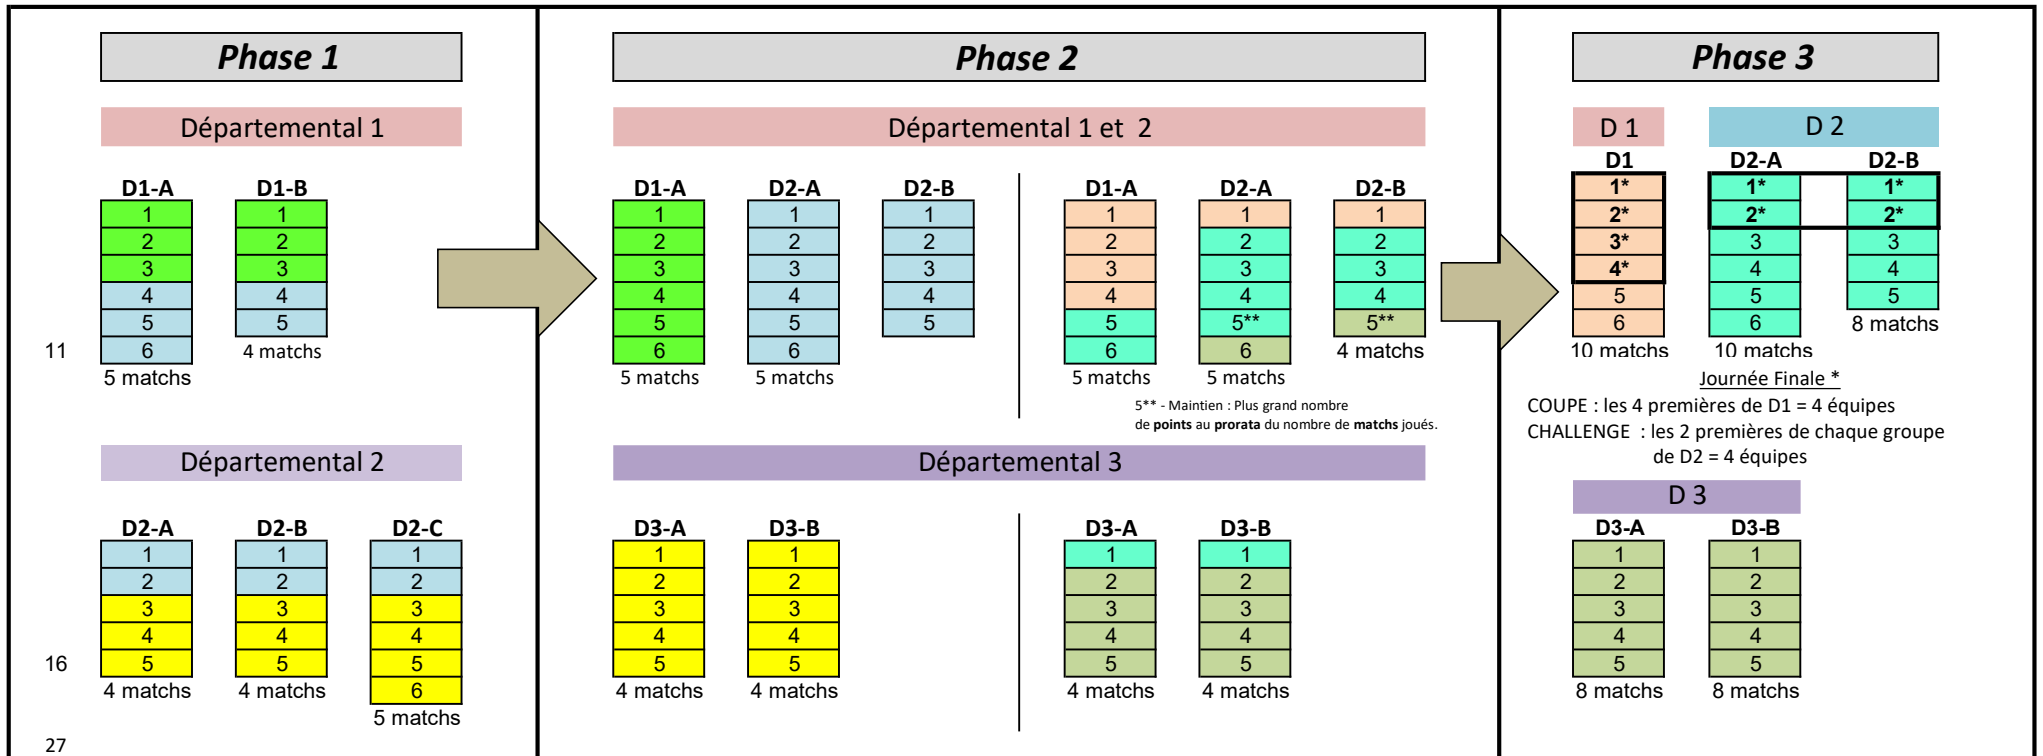 Phase 1
Départemental 1
D1-A D1-B
1 1
2 2
3 3
4 4
5 5
11 6 4 matchs
5 matchs
Départemental 2
D2-A D2-B D2-C
1 1 1
2 2 2
3 3 3
4 4 4
16 5 5 5
4 matchs 4 matchs 6
5 matchs
27
Phase 2
Départemental 1 et 2
D1-A D2-A D2-B D1-A D2-A D2-B
1 1 1 1 1 1
2 2 2 2 2 2
3 3 3 3 3 3
4 4 4 4 4 4
5 5 5 5 5** 5**
6 6 6 6 4 matchs
5 matchs 5 matchs 5 matchs 5 matchs
5** - Maintien : Plus grand nombre
de points au prorata du nombre de matchs joués.
Départemental 3
D3-A D3-B D3-A D3-B
1 1 1 1
2 2 2 2
3 3 3 3
4 4 4 4
5 5 5 5
4 matchs 4 matchs 4 matchs 4 matchs
Phase 3
D 1 D 2
D1 D2-A D2-B
1* 1* 1*
2* 2* 2*
3* 3 3
4* 4 4
5 5 5
6 6 8 matchs
10 matchs 10 matchs
Journée Finale *
COUPE : les 4 premières de D1 = 4 équipes
CHALLENGE : les 2 premières de chaque groupe
de D2 = 4 équipes
D 3
D3-A D3-B
1 1
2 2
3 3
4 4
5 5
8 matchs 8 matchs